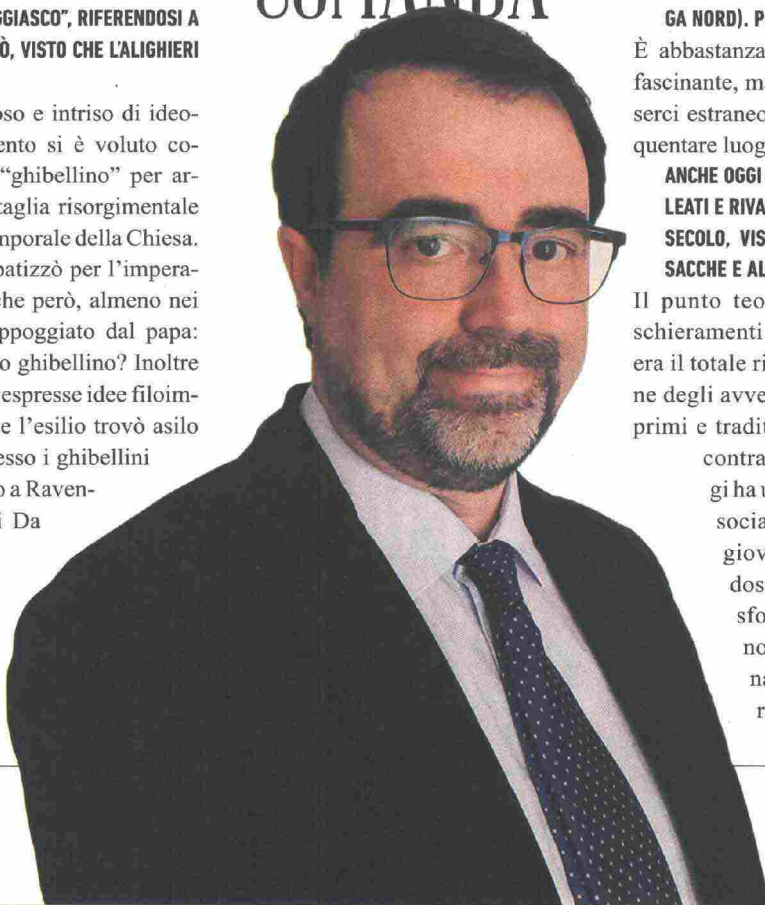 COMANDA
GGIASCO", RIFERENDOSI A
Ò, VISTO CHE L'ALIGHIERI
oso e intriso di ideo-
ento si è voluto co-
"ghibellino" per ar-
taglia risorgimentale
mporale della Chiesa.
patizzò per l'impera-
che però, almeno nei
ppoggiato dal papa:
o ghibellino? Inoltre
espresse idee filoim-
e l'esilio trovò asilo
esso i ghibellini
o a Raven-
i Da
GA NORD). P
È abbastanza
fascinante, ma
serci estraneo
quentare luog
ANCHE OGGI
LEATI E RIVA
SECOLO, VIS
SACCHE E AL
Il punto teo
schieramenti
era il totale ri
ne degli avve
primi e tradit
contra
gi ha u
socia
giov
dos
sfo
no
na
r